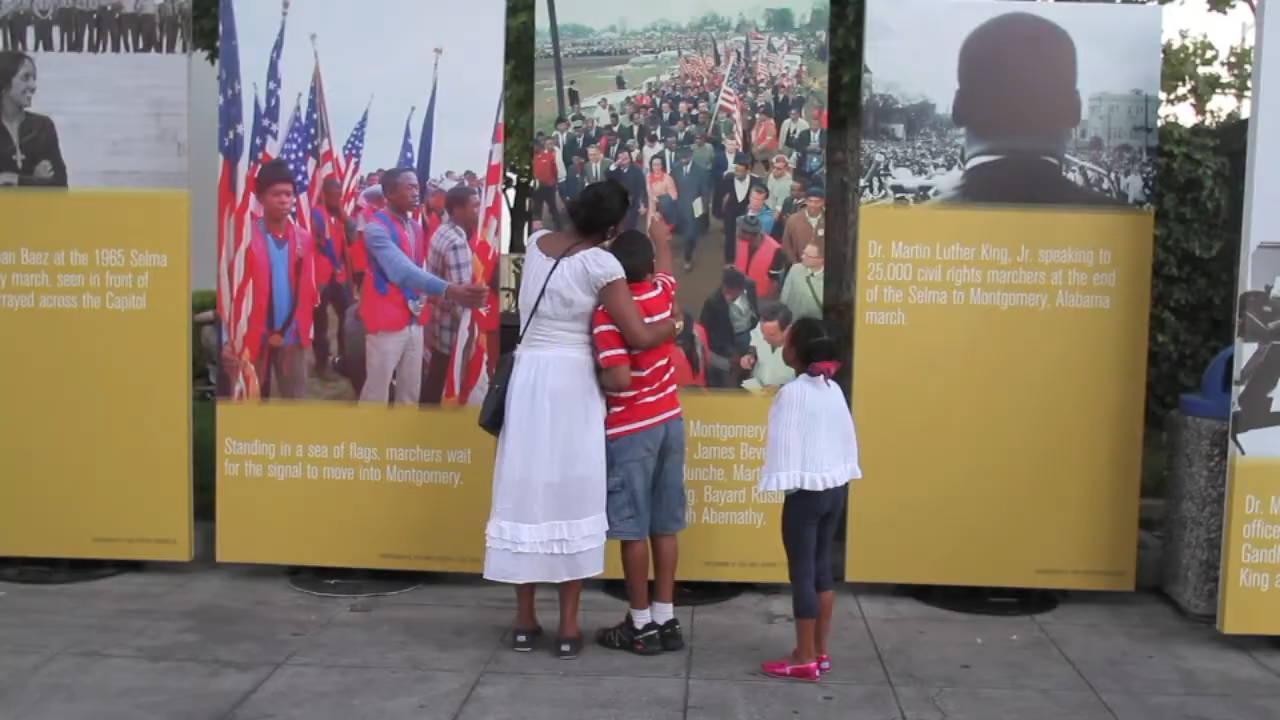 an Baez at the 1965 Selma
y march, seen in front of
rrayed across the Capitol
Standing in a sea of flags, marchers wait
for the signal to move into Montgomery.
Montgomery
James Beve
Bunche, Mart
g, Bayard Rusti
h Abernathy.
Dr. Martin Luther King, Jr. speaking to
25,000 civil rights marchers at the end
of the Selma to Montgomery, Alabama
march.
Dr. M
office
Gand
King a